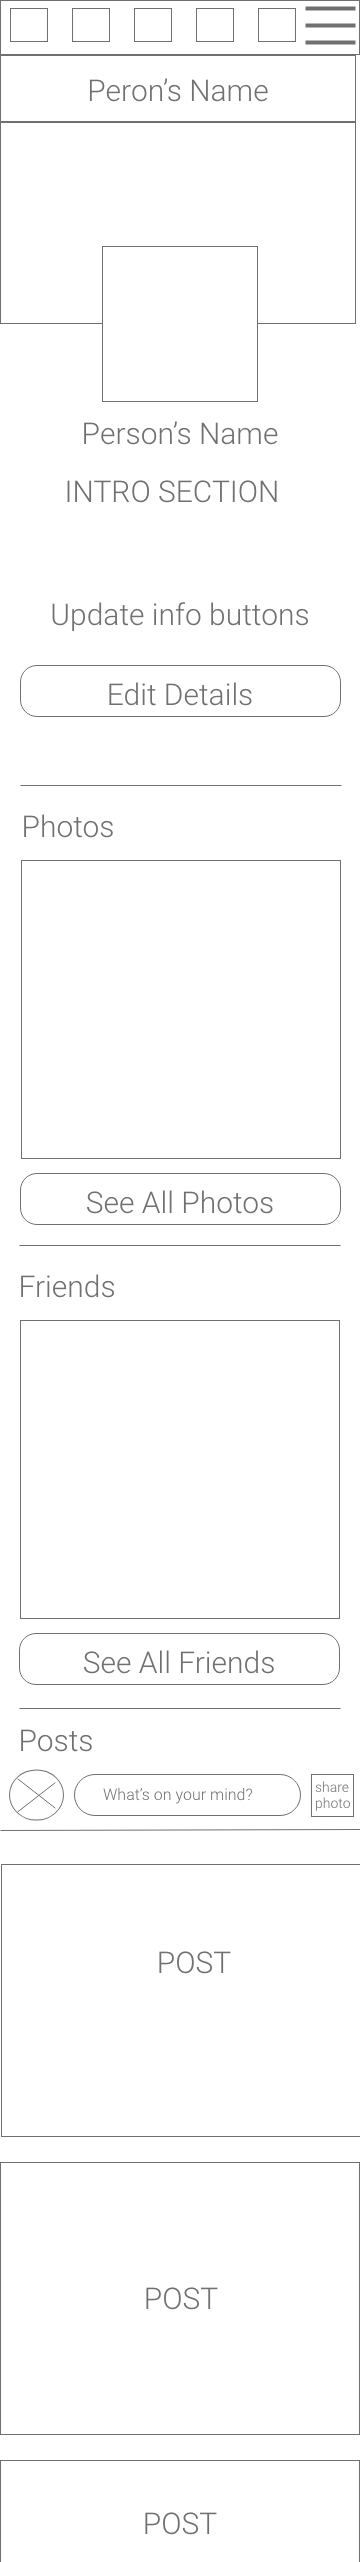 Peron’s Name
Person’s Name
INTRO SECTION
Update info buttons
Edit Details
Photos
See All Photos
Friends
See All Friends
Posts
What’s on your mind?
share
photo
POST
POST
POST